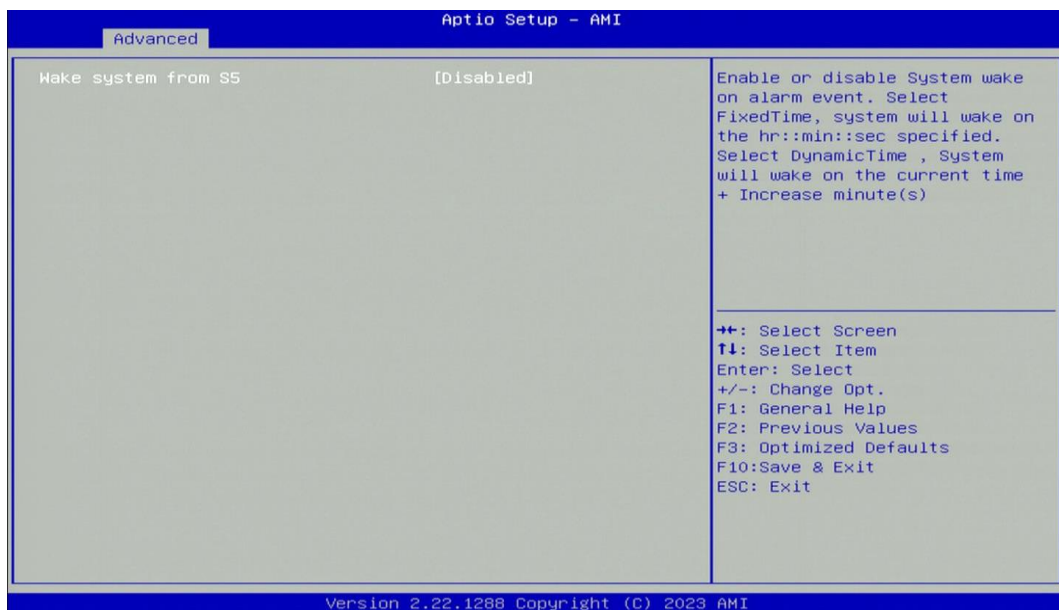 Aptio Setup - AMI
Advanced
Wake system from S5 [Disabled]
Enable or disable System wake
on alarm event. Select
FixedTime, system will wake on
the hr::min::sec specified.
Select DynamicTime , System
will wake on the current time
+ Increase minute(s)
→←: Select Screen
↑↓: Select Item
Enter: Select
+/-: Change Opt.
F1: General Help
F2: Previous Values
F3: Optimized Defaults
F10:Save & Exit
ESC: Exit
Version 2.22.1288 Copyright (C) 2023 AMI